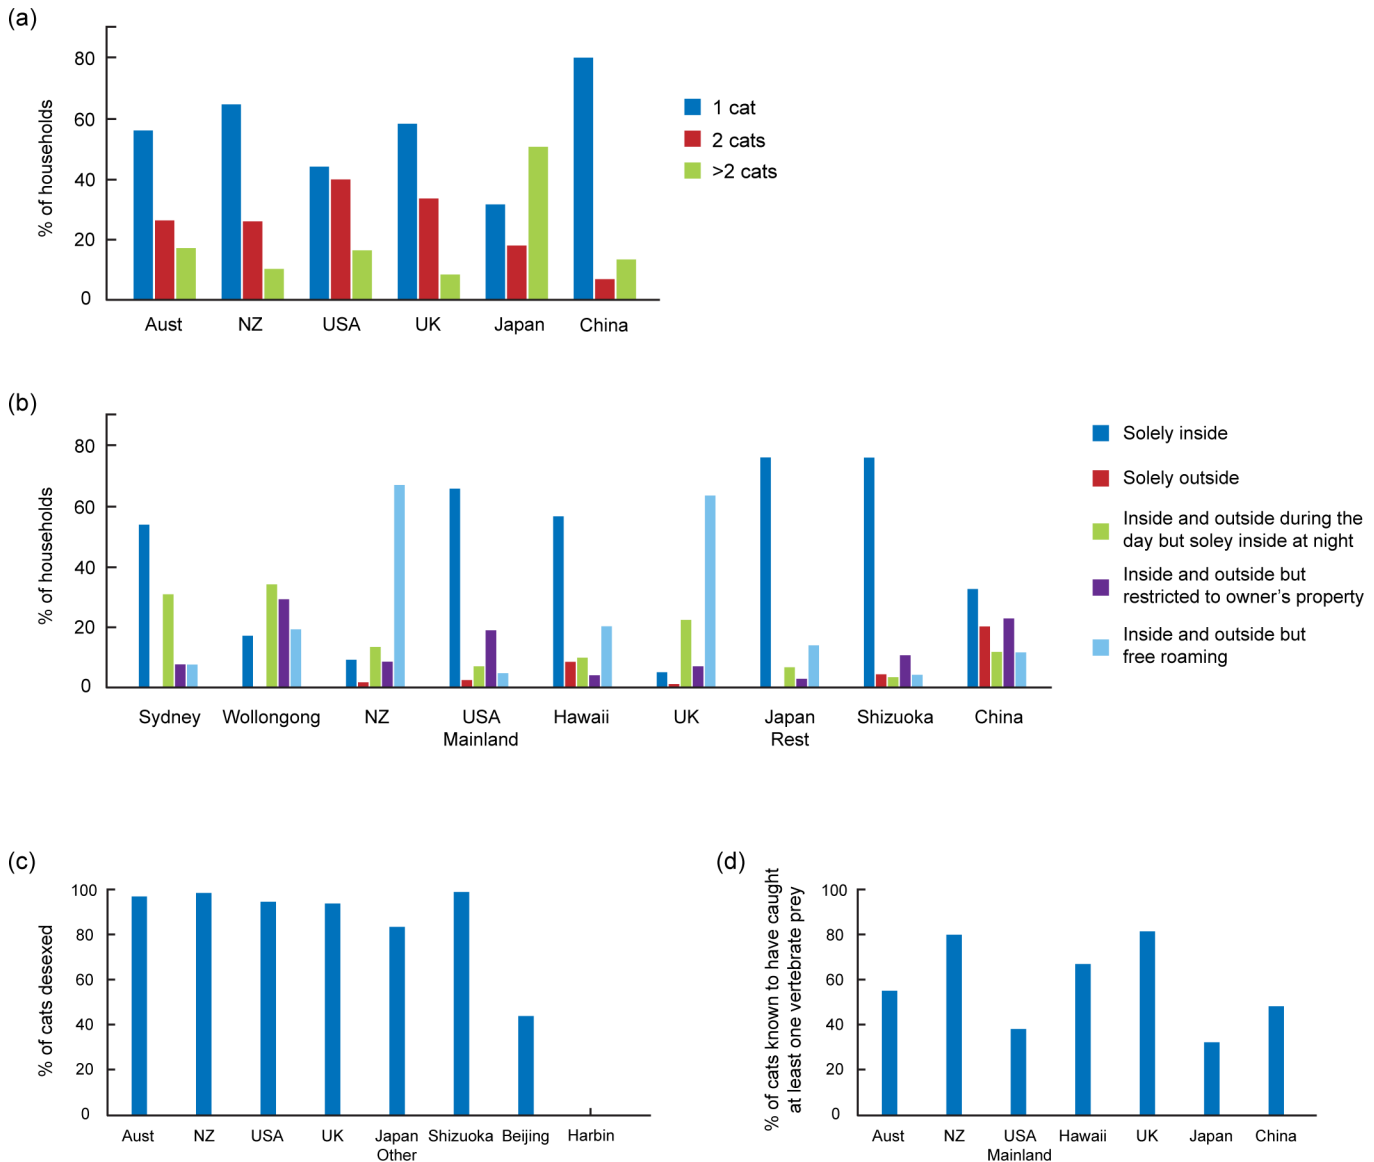 (a)
% of households
80
60
40
20
0
Aust NZ USA UK Japan China
1 cat
2 cats
>2 cats
(b)
% of households
80
60
40
20
0
Sydney Wollongong NZ USA Hawaii UK Japan Shizuoka China
Mainland Rest
Solely inside
Solely outside
Inside and outside during the
day but soley inside at night
Inside and outside but
restricted to owner's property
Inside and outside but
free roaming
(c)
% of cats desexed
100
80
60
40
20
0
Aust NZ USA UK Japan Shizuoka Beijing Harbin
Other
(d)
% of cats known to have caught
at least one vertebrate prey
100
80
60
40
20
0
Aust NZ USA Hawaii UK Japan China
Mainland